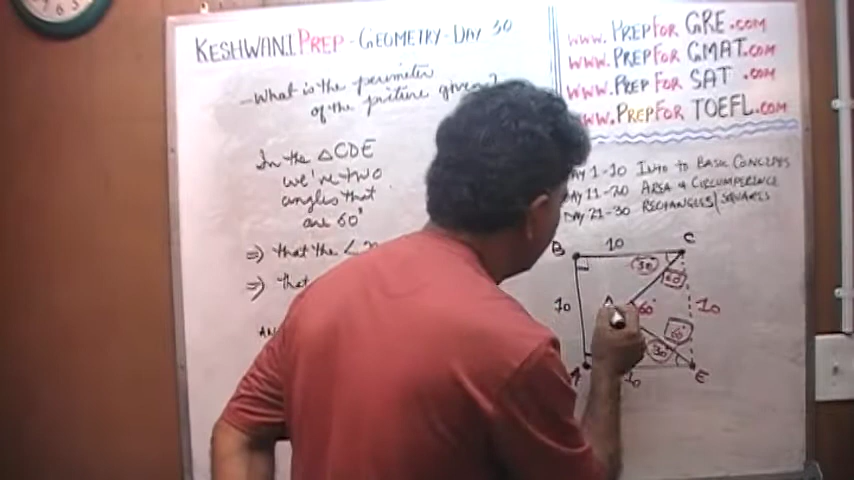 KESHWANI PREP - GEOMETRY - DAY 30
- What is the perimeter
of the picture given?
In the △CDE
we're two
angles that
are 60°
⇒ that the ∠
⇒ that
www. PREPFOR GRE.COM
www. PREPFOR GMAT.COM
www. PREP FOR SAT .COM
www. PREPFOR TOEFL.COM
DAY 1-10 INTO TO BASIC CONCEPTS
DAY 11-20 AREA & CIRCUMFERENCE
DAY 21-30 RECTANGLES/SQUARES
B 10 C
30° 60°
10 60° 10
60°
30°
A 10 E